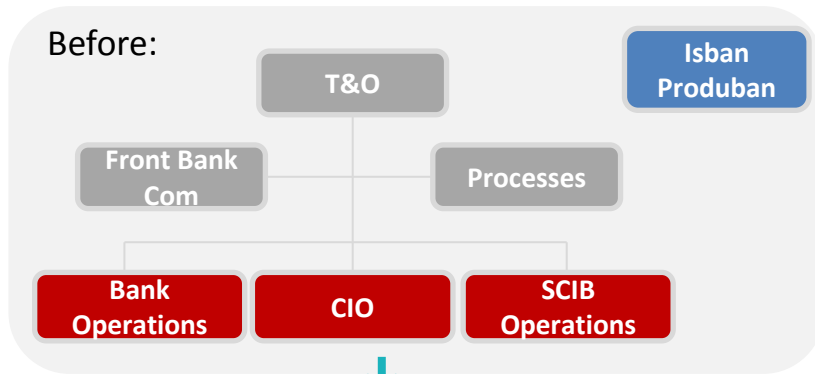 Before:
Isban
Produban
T&O
Front Bank
Com
Processes
Bank
Operations
CIO
SCIB
Operations